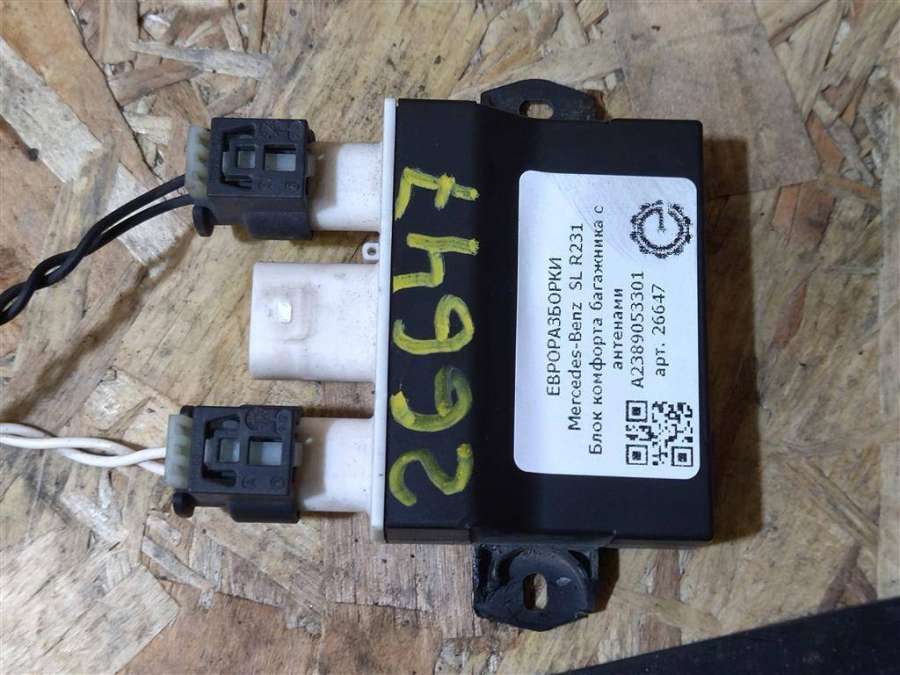 26647
ЕВРОРАЗБОРКИ
Mercedes-Benz SL R231
Блок комфорта багажника с
антенами
A2389053301
арт. 26647